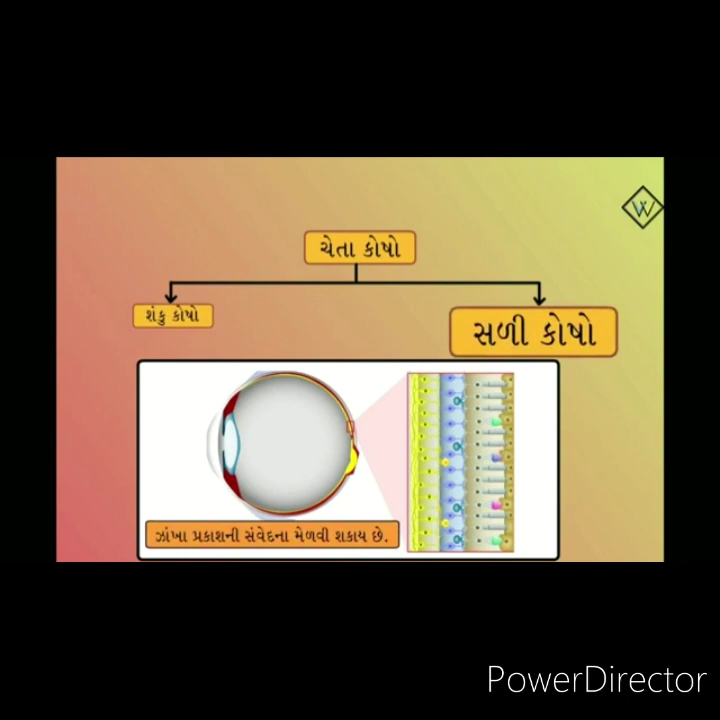 ચેતા કોષો
શંકુ કોષો
સળી કોષો
ઝાંખા પ્રકાશની સંવેદના મેળવી શકાય છે.
PowerDirector